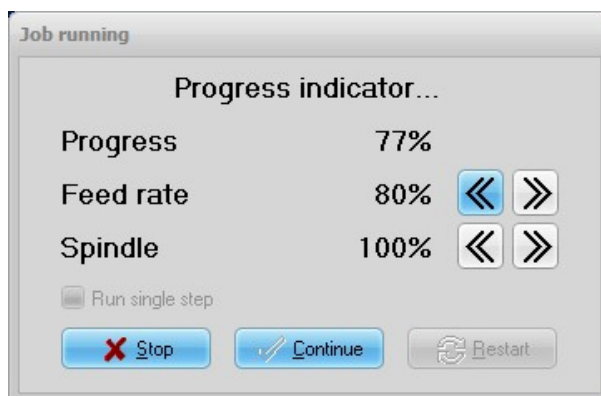 Job running
Progress indicator...
Progress 77%
Feed rate 80%
Spindle 100%
Run single step
Stop Continue Restart